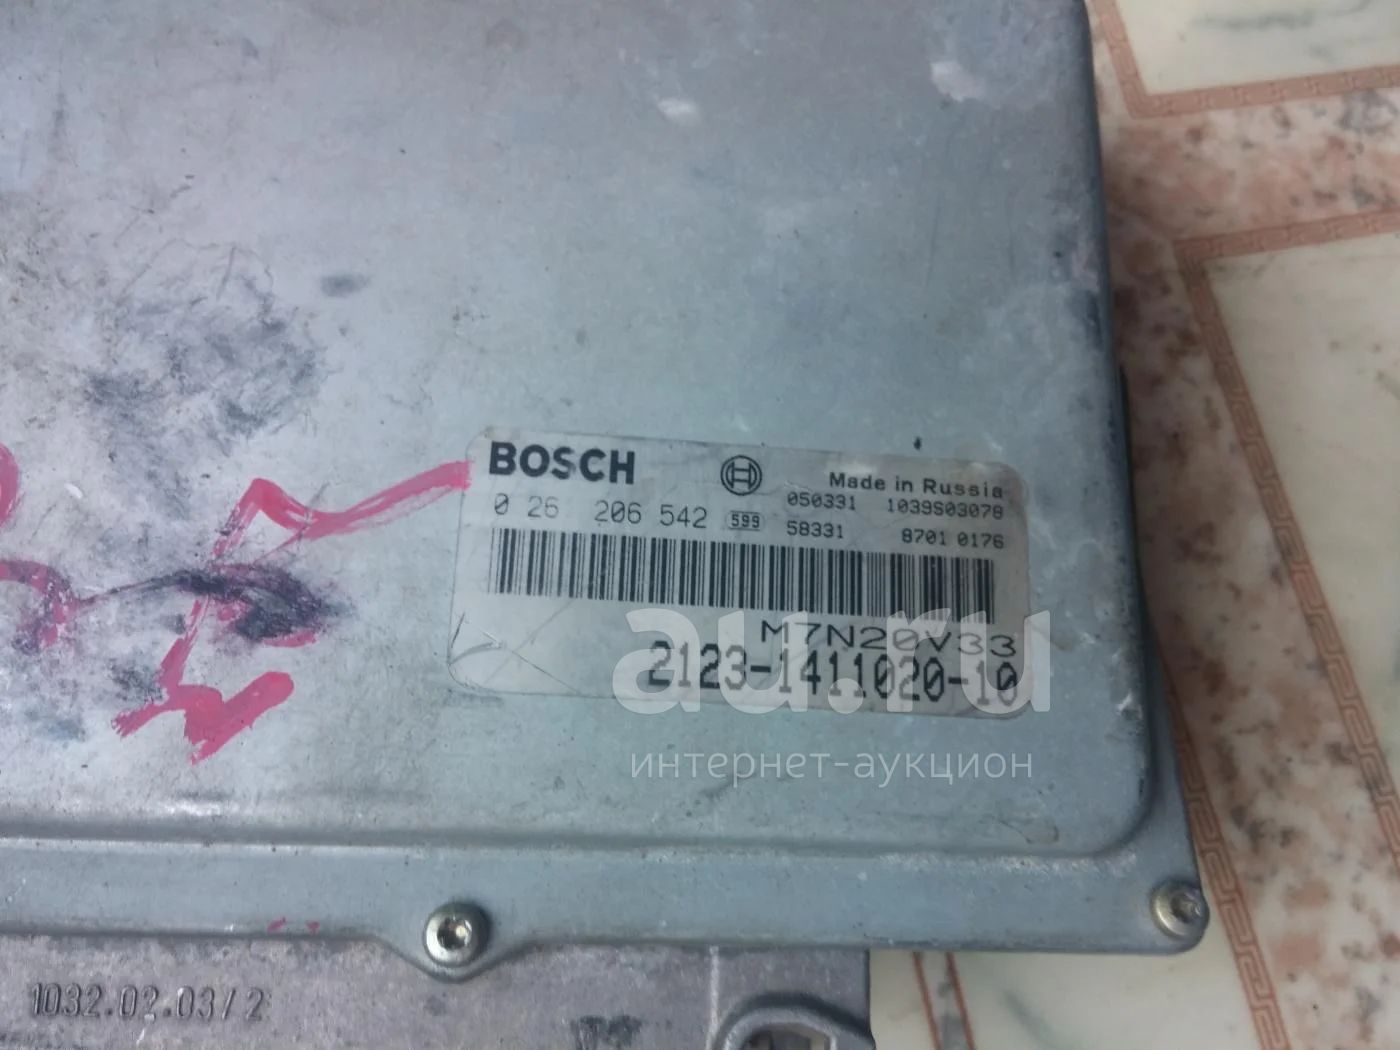 BOSCH
Made in Russia
050331 1039S03078
0 26 206 542 599 58331 8701 0176
M7N20V33
2123-1411020-10
au.ru
интернет-аукцион
1032.02.03/2